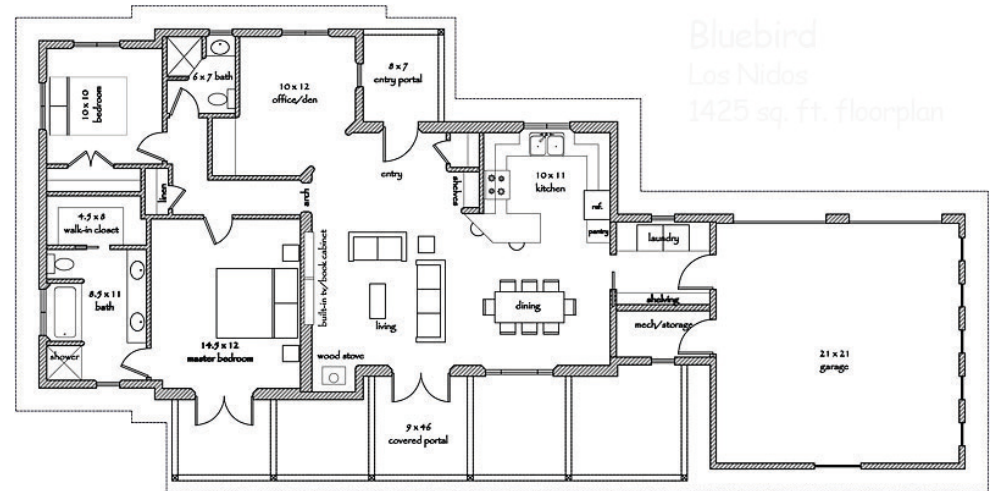 Bluebird
Los Nidos
1425 sq. ft. floorplan
8 x 7
entry portal
6 x 7 bath
10 x 12
office/den
10 x 10
bedroom
entry
shelves
10 x 11
kitchen
ref.
pantry
linen
arch
4.5 x 8
walk-in closet
laundry
shelving
mech/storage
8.5 x 11
bath
shower
built-in tv/book cabinet
living
dining
14.5 x 12
master bedroom
wood stove
21 x 21
garage
9 x 46
covered portal